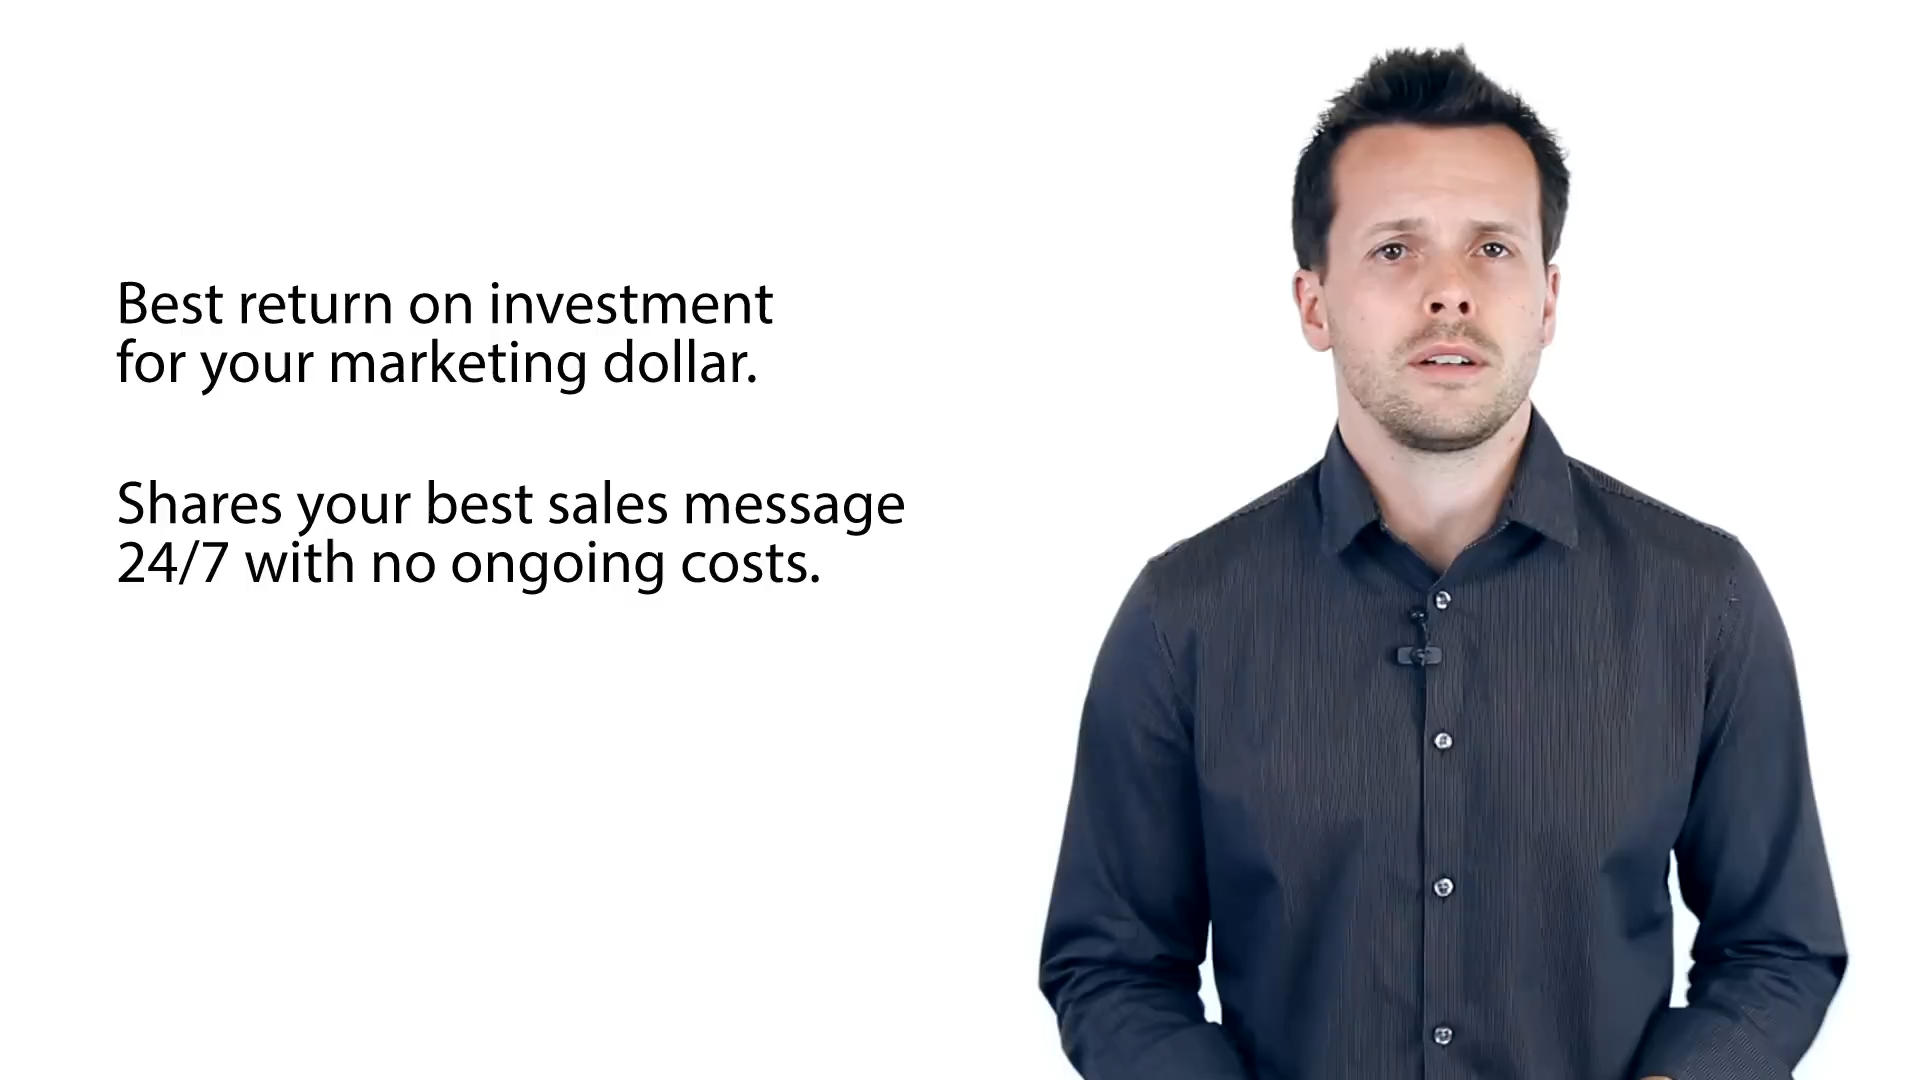 Best return on investment
for your marketing dollar.
Shares your best sales message
24/7 with no ongoing costs.